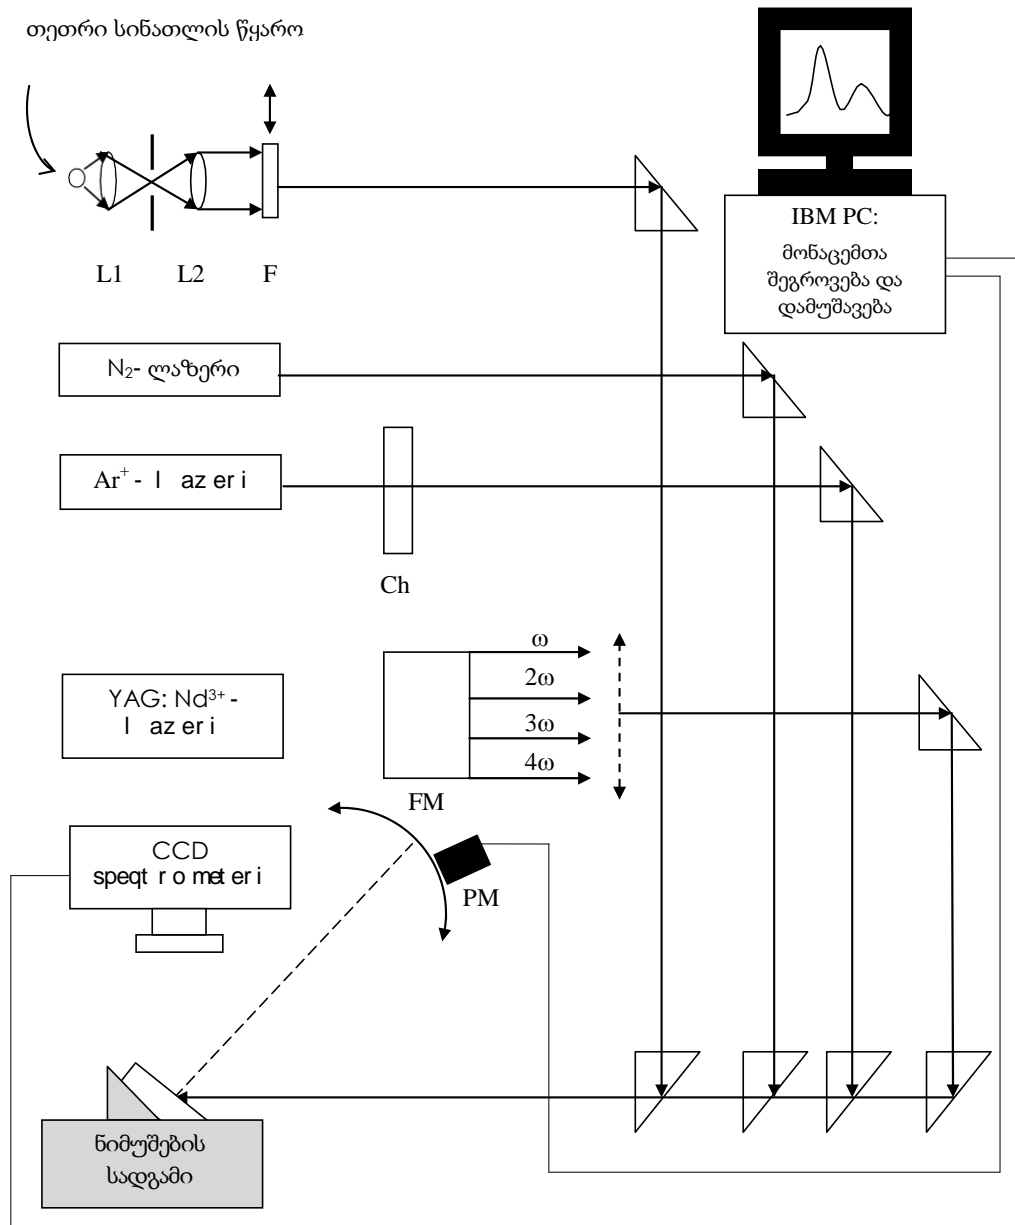 თეთრი სინათლის წყარო
L1
L2
F
IBM PC:
მონაცემთა
შეგროვება და
დამუშავება
N₂- ლაზერი
Ar⁺ - l az er i
Ch
ω
2ω
3ω
4ω
YAG: Nd³⁺ -
l az er i
FM
CCD
speqt r o met er i
PM
ნიმუშების
სადგამი